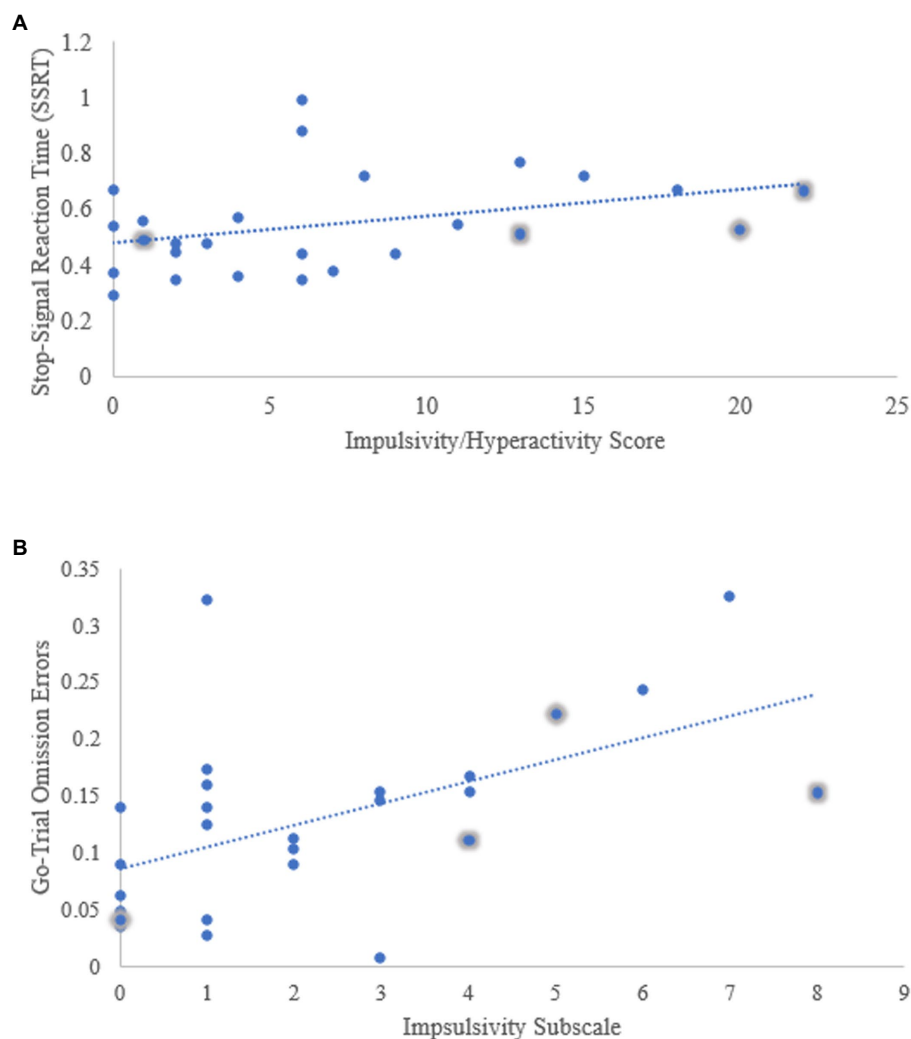 A
Stop-Signal Reaction Time (SSRT)
1.2
1
0.8
0.6
0.4
0.2
0
0 5 10 15 20 25
Impulsivity/Hyperactivity Score
B
Go-Trial Omission Errors
0.35
0.3
0.25
0.2
0.15
0.1
0.05
0
0 1 2 3 4 5 6 7 8 9
Impsulsivity Subscale